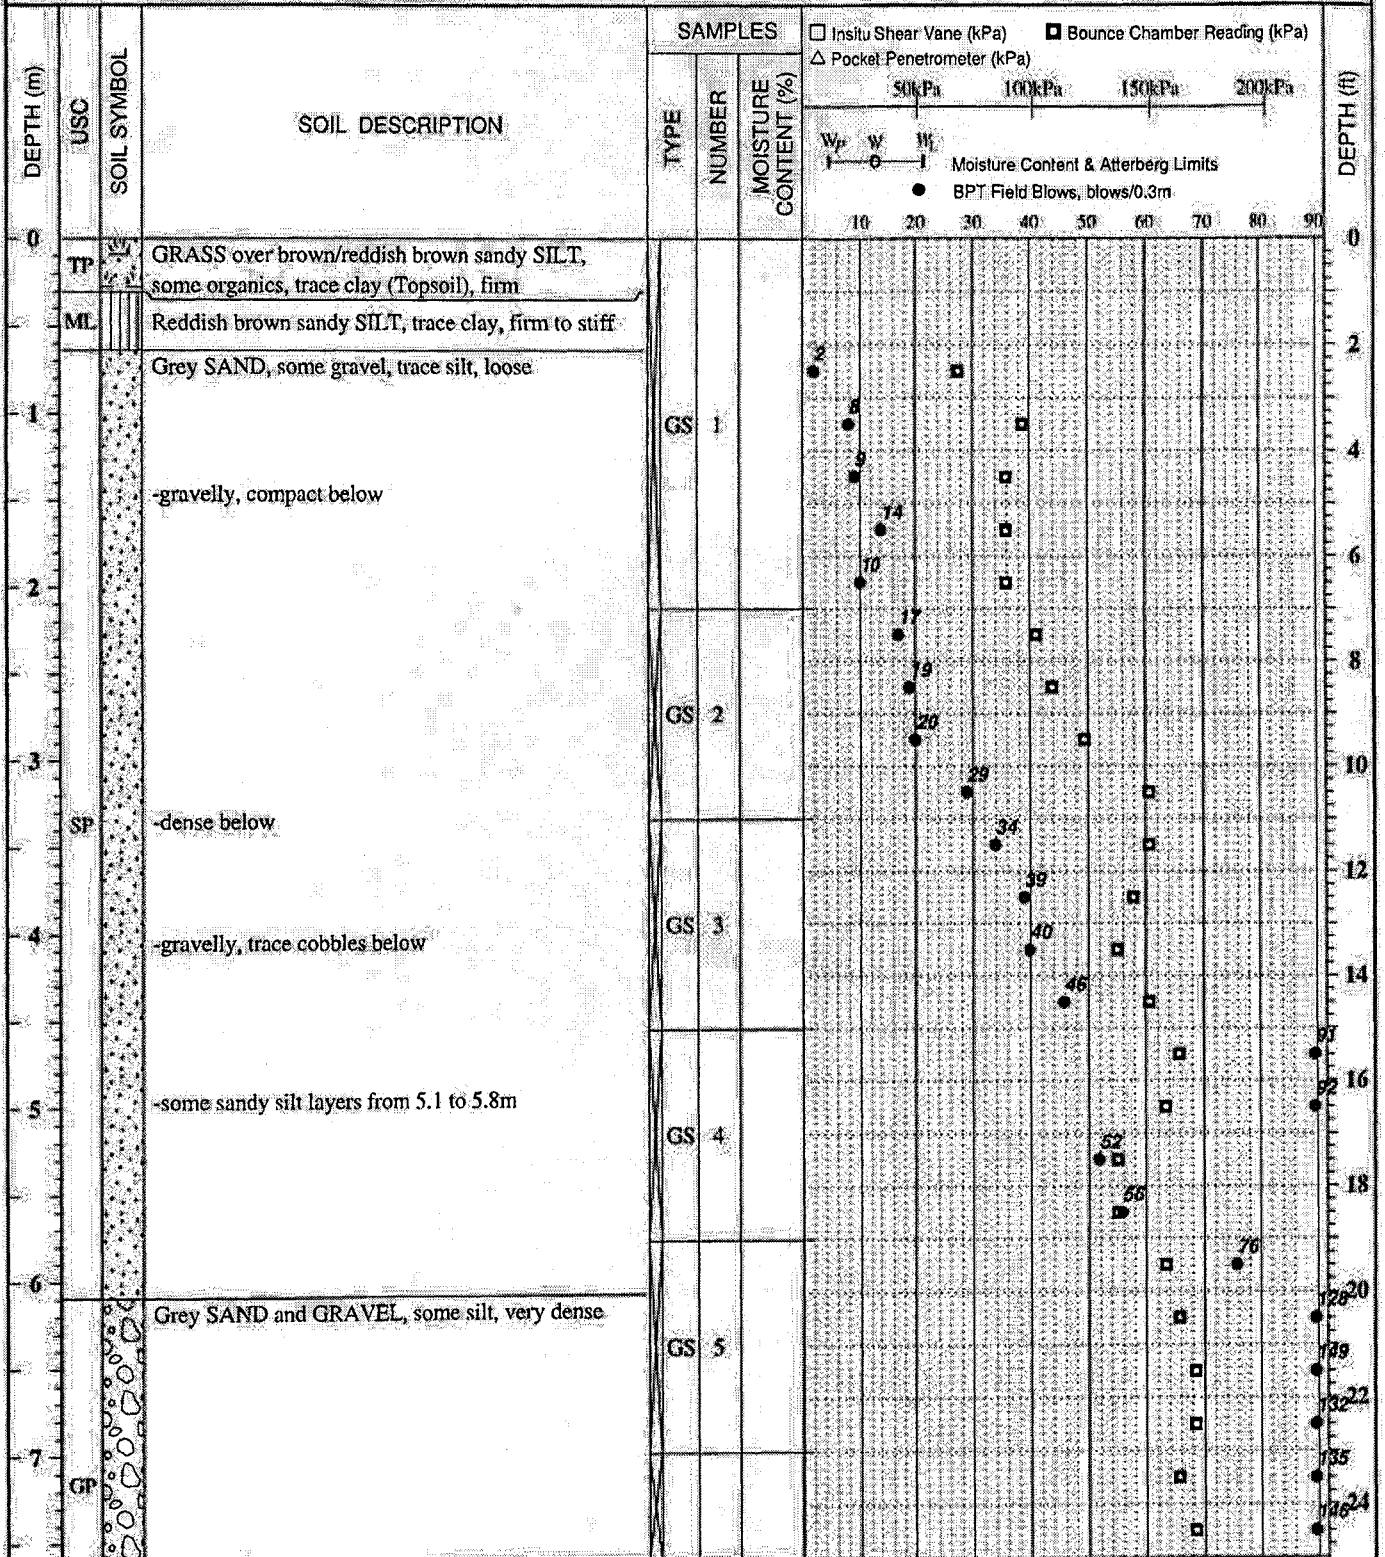 SAMPLES
□ Insitu Shear Vane (kPa) ◘ Bounce Chamber Reading (kPa)
△ Pocket Penetrometer (kPa)
50kPa 100kPa 150kPa 200kPa
DEPTH (m)
USC
SOIL SYMBOL
SOIL DESCRIPTION
TYPE
NUMBER
MOISTURE CONTENT (%)
DEPTH (ft)
W W
Moisture Content & Atterberg Limits
● BPT Field Blows, blows/0.3m
10 20 30 40 50 60 70 80 90
0 0
TP GRASS over brown/reddish brown sandy SILT,
some organics, trace clay (Topsoil), firm
ML Reddish brown sandy SILT, trace clay, firm to stiff
2 2
Grey SAND, some gravel, trace silt, loose
1 GS 1 8
4
9
-gravelly, compact below
14
6
2 10
17
8
19
GS 2 20
3 10
29
SP -dense below 34
12
39
4 -gravelly, trace cobbles below GS 3 40
14
46
91
16
5 -some sandy silt layers from 5.1 to 5.8m 92
GS 4 52
18
56
76
6 20
Grey SAND and GRAVEL, some silt, very dense 128
GS 5 149
22
132
7 135
GP 24
146